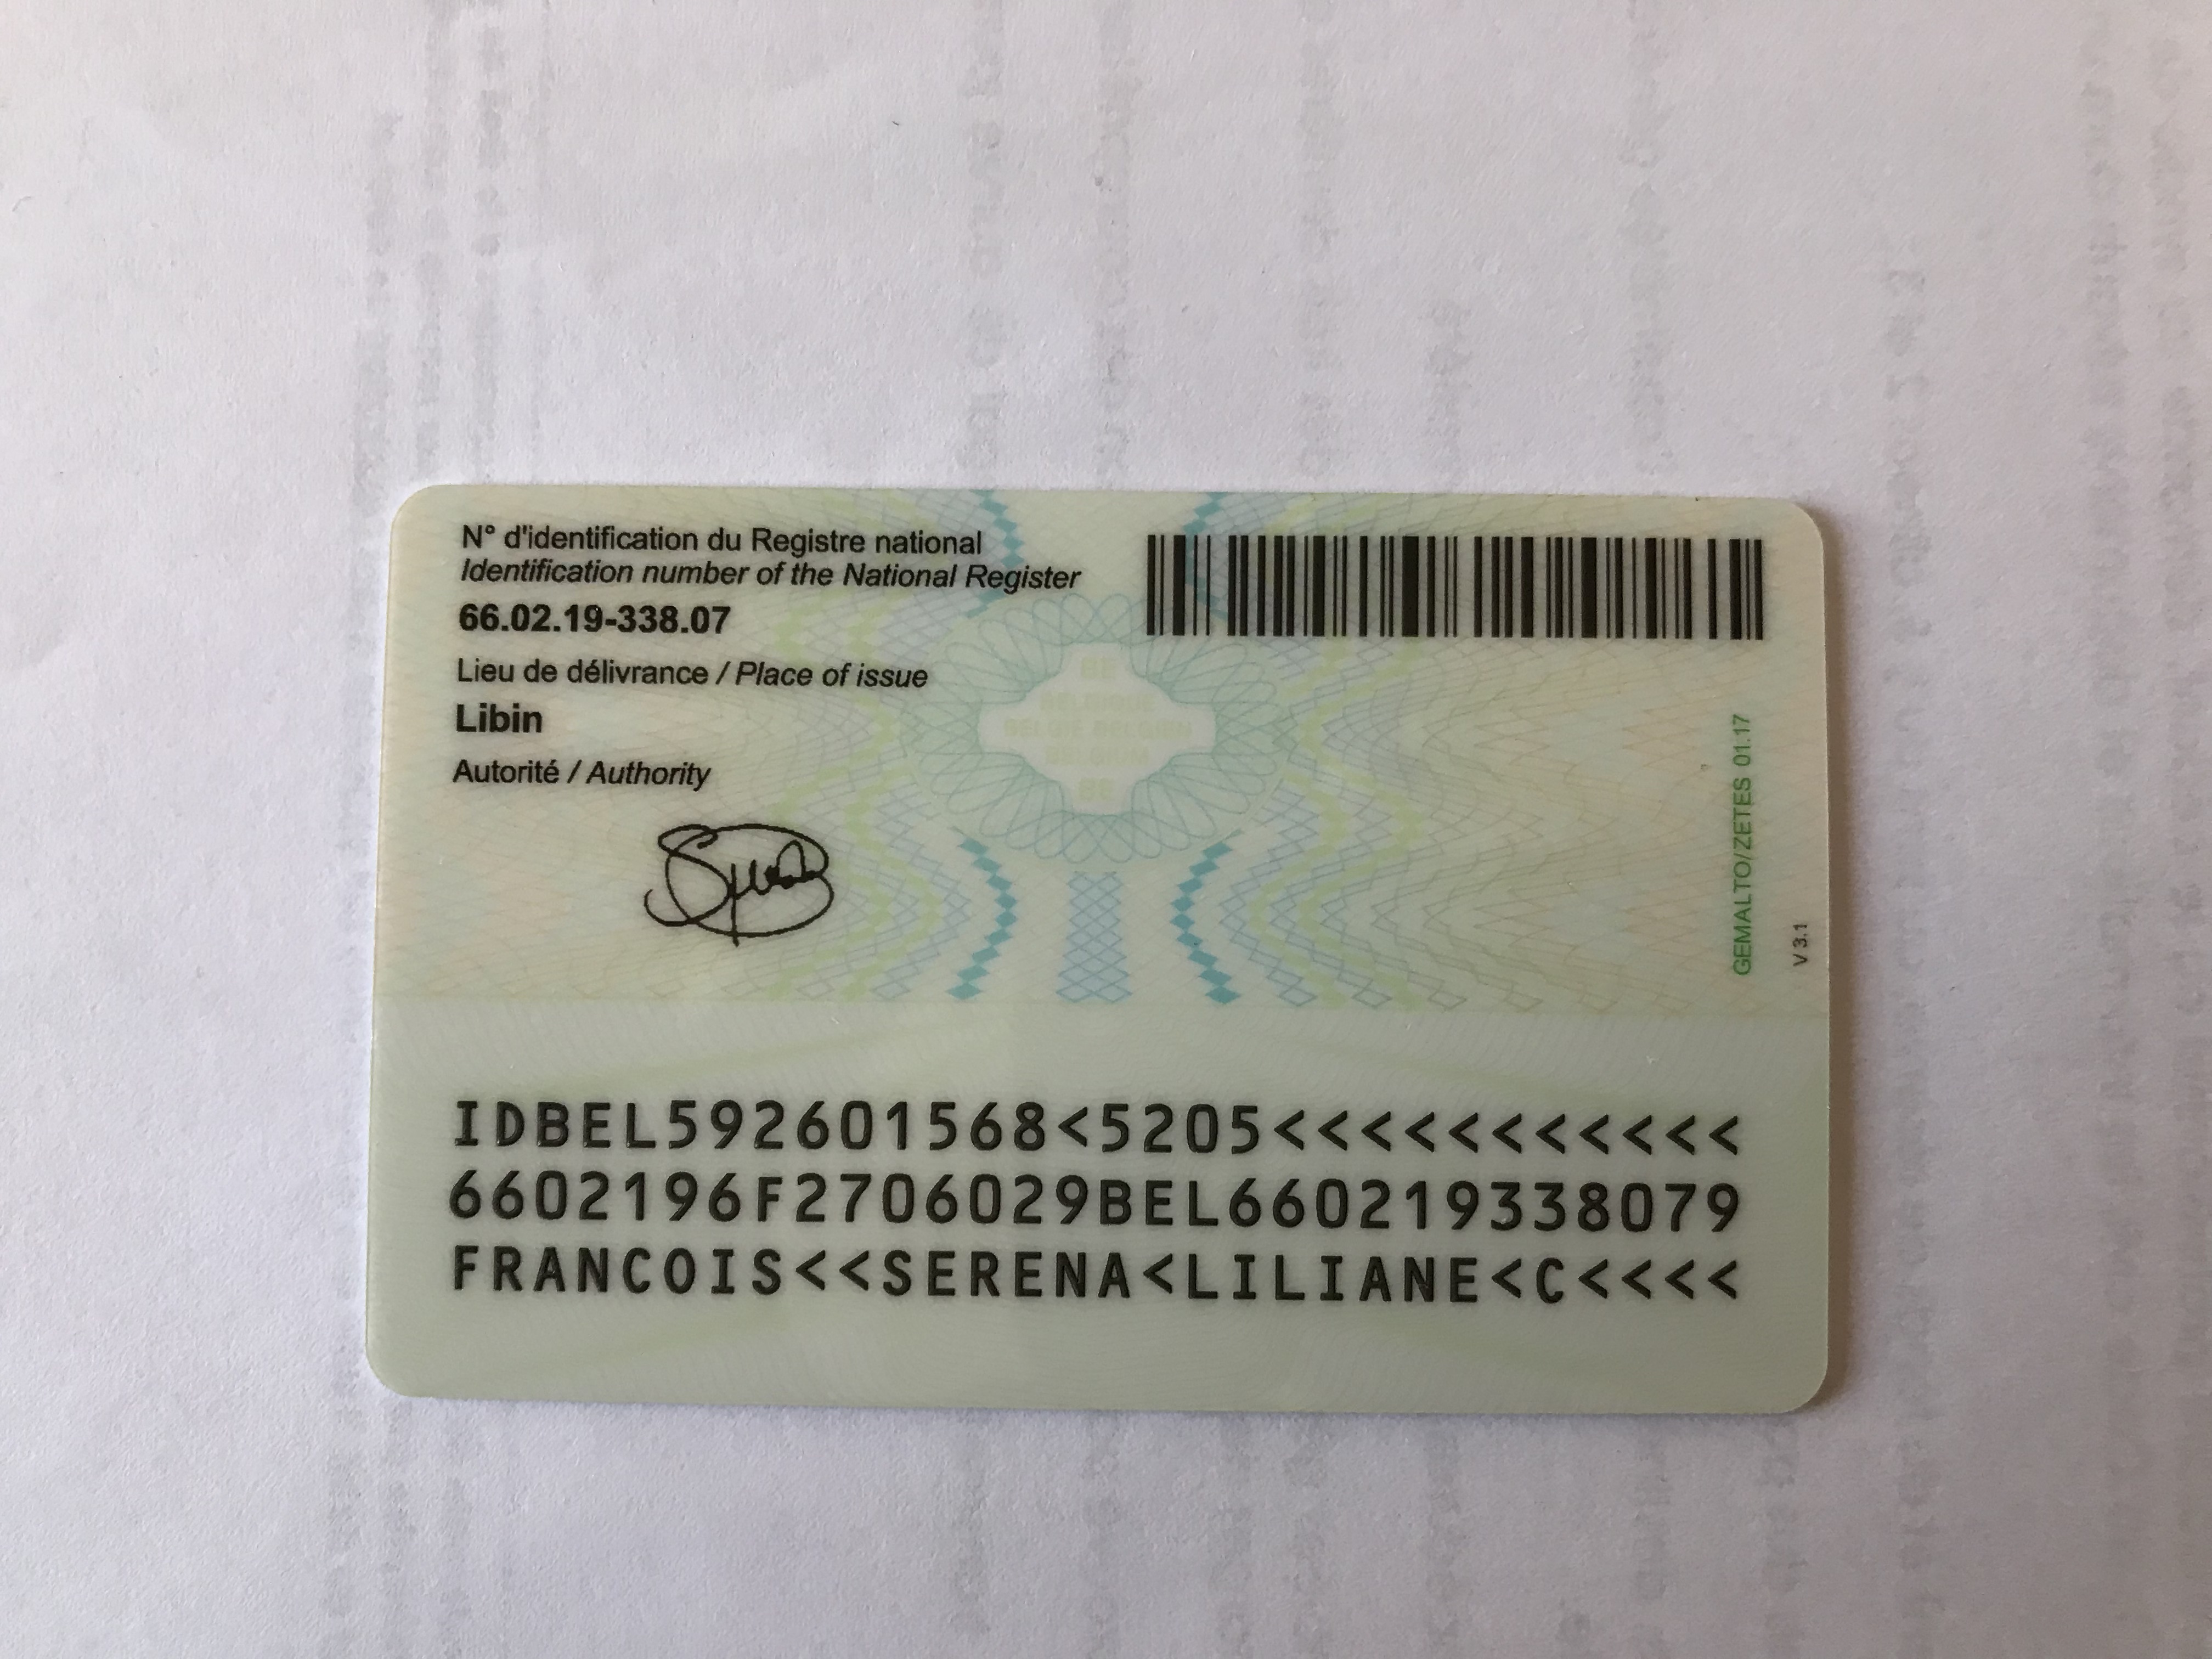 N° d'identification du Registre national
Identification number of the National Register
66.02.19-338.07
Lieu de délivrance / Place of issue
Libin
Autorité / Authority
GEMALTO/ZETES 01.17
V 3.1
IDBEL592601568<5205<<<<<<<<<<<
6602196F2706029BEL660219338079
FRANCOIS<<SERENA<LILIANE<C<<<<